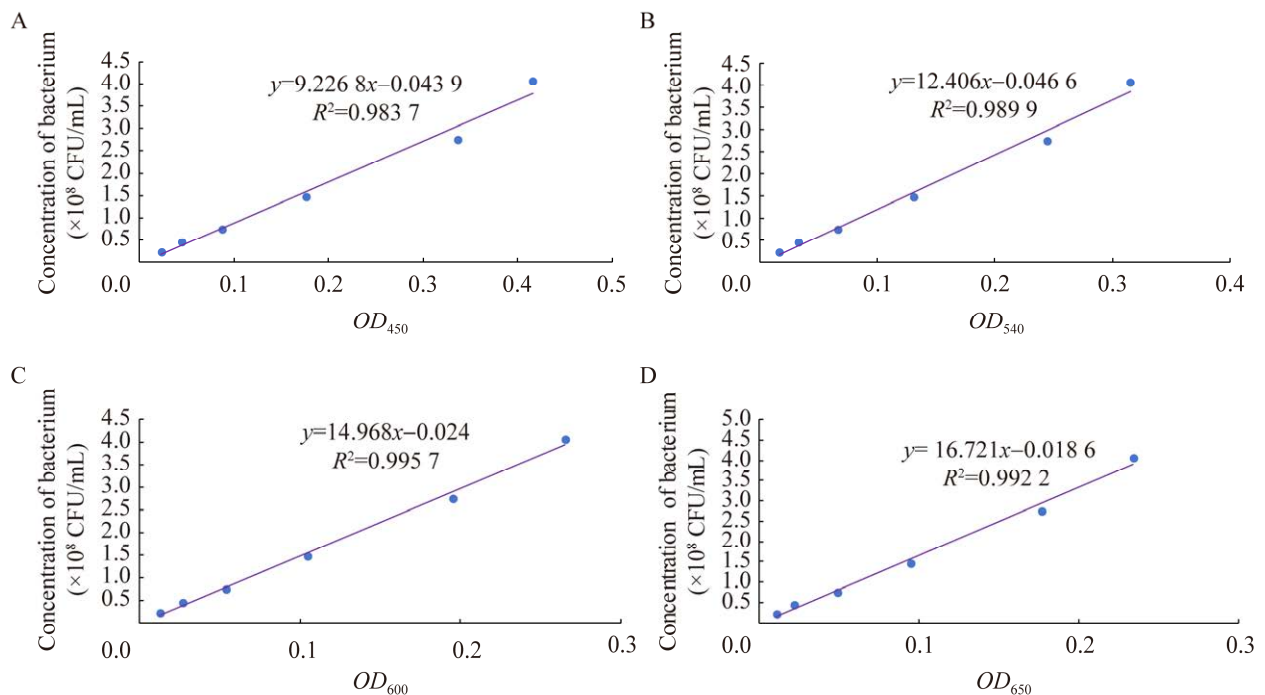 A
Concentration of bacterium
(×10⁸ CFU/mL)
4.5
4.0
3.5
3.0
2.5
2.0
1.5
1.0
0.5
y=9.226 8x−0.043 9
R²=0.983 7
0.0 0.1 0.2 0.3 0.4 0.5
OD₄₅₀
B
Concentration of bacterium
(×10⁸ CFU/mL)
4.5
4.0
3.5
3.0
2.5
2.0
1.5
1.0
0.5
y=12.406x−0.046 6
R²=0.989 9
0.0 0.1 0.2 0.3 0.4
OD₅₄₀
C
Concentration of bacterium
(×10⁸ CFU/mL)
4.5
4.0
3.5
3.0
2.5
2.0
1.5
1.0
0.5
y=14.968x−0.024
R²=0.995 7
0.0 0.1 0.2 0.3
OD₆₀₀
D
Concentration of bacterium
(×10⁸ CFU/mL)
5.0
4.5
4.0
3.5
3.0
2.5
2.0
1.5
1.0
0.5
y= 16.721x−0.018 6
R²=0.992 2
0.0 0.1 0.2 0.3
OD₆₅₀